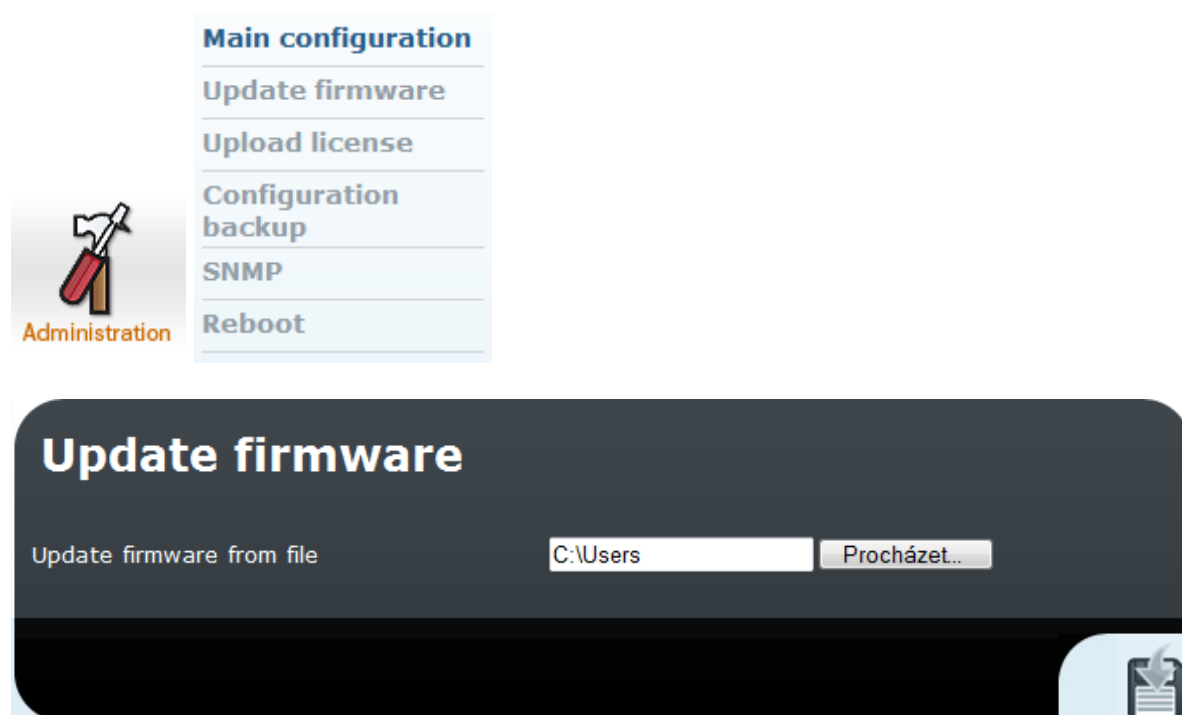 Main configuration
Update firmware
Upload license
Configuration
backup
SNMP
Reboot
Administration
Update firmware
Update firmware from file
C:\Users
Procházet...